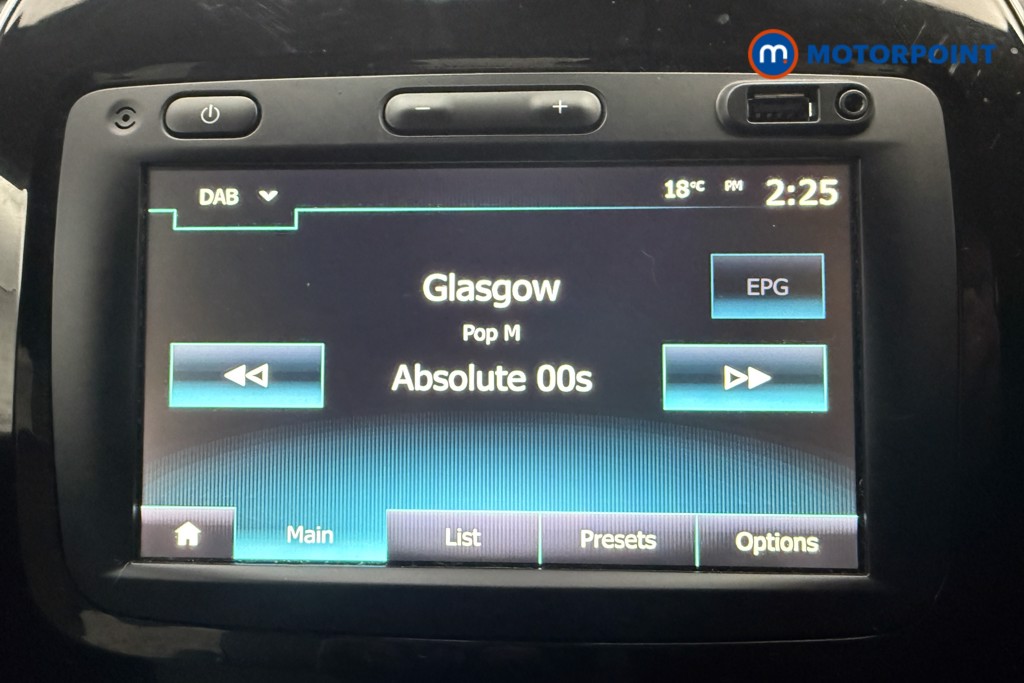 m MOTORPOINT
− +
DAB 18°C PM 2:25
Glasgow
EPG
Pop M
Absolute 00s
Main List Presets Options